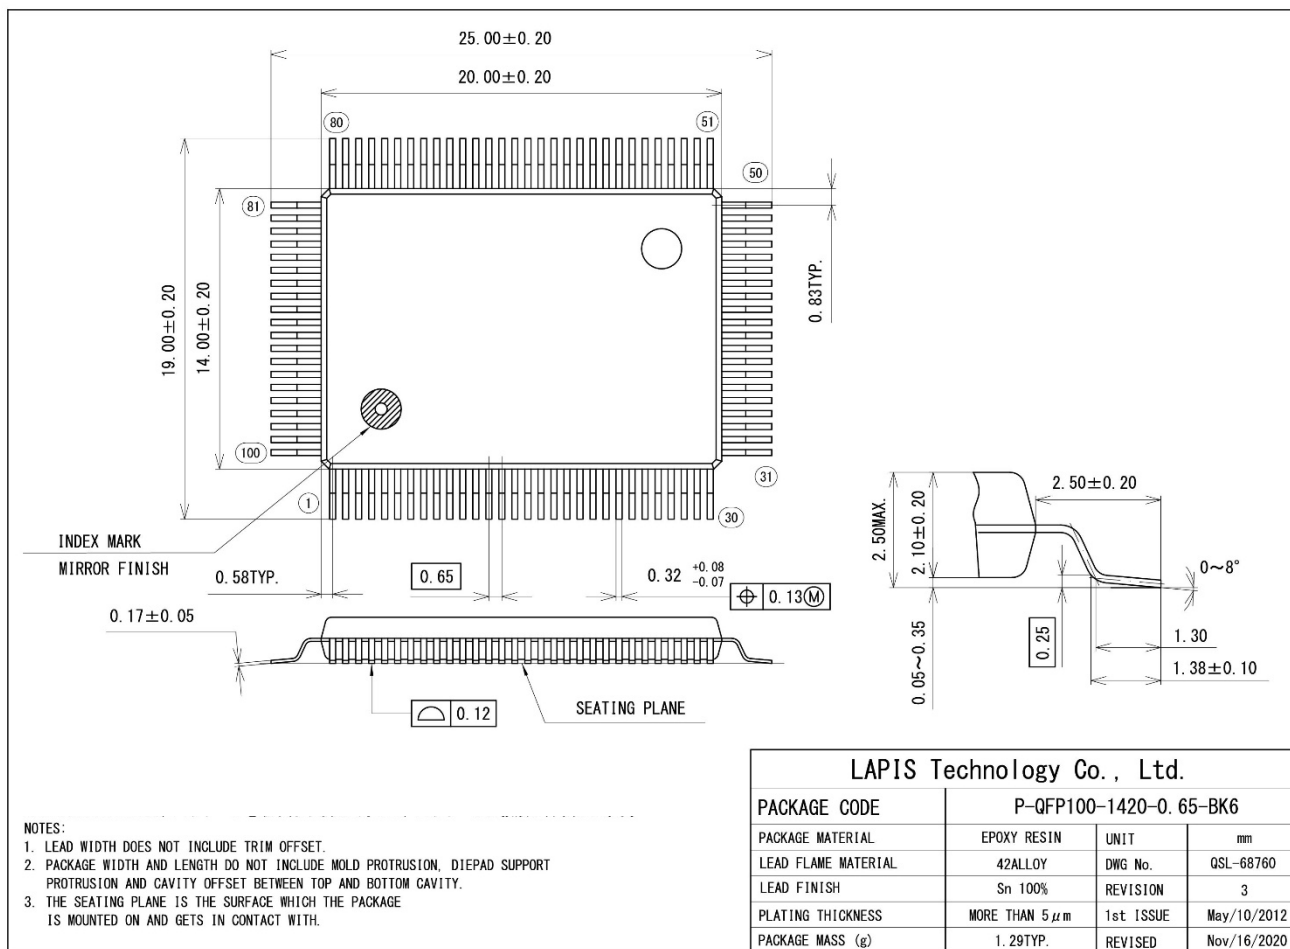 25.00±0.20
20.00±0.20
80
51
50
81
19.00±0.20
14.00±0.20
0.83TYP.
100
31
1
30
INDEX MARK
MIRROR FINISH
0.58TYP.
0.65
0.32 +0.08 -0.07
0.13Ⓜ
0.17±0.05
0.12
SEATING PLANE
2.50±0.20
2.50MAX.
2.10±0.20
0~8°
0.05~0.35
0.25
1.30
1.38±0.10
NOTES:
1. LEAD WIDTH DOES NOT INCLUDE TRIM OFFSET.
2. PACKAGE WIDTH AND LENGTH DO NOT INCLUDE MOLD PROTRUSION, DIEPAD SUPPORT
PROTRUSION AND CAVITY OFFSET BETWEEN TOP AND BOTTOM CAVITY.
3. THE SEATING PLANE IS THE SURFACE WHICH THE PACKAGE
IS MOUNTED ON AND GETS IN CONTACT WITH.
LAPIS Technology Co., Ltd.
PACKAGE CODE P-QFP100-1420-0.65-BK6
PACKAGE MATERIAL EPOXY RESIN UNIT mm
LEAD FLAME MATERIAL 42ALLOY DWG No. QSL-68760
LEAD FINISH Sn 100% REVISION 3
PLATING THICKNESS MORE THAN 5μm 1st ISSUE May/10/2012
PACKAGE MASS (g) 1.29TYP. REVISED Nov/16/2020